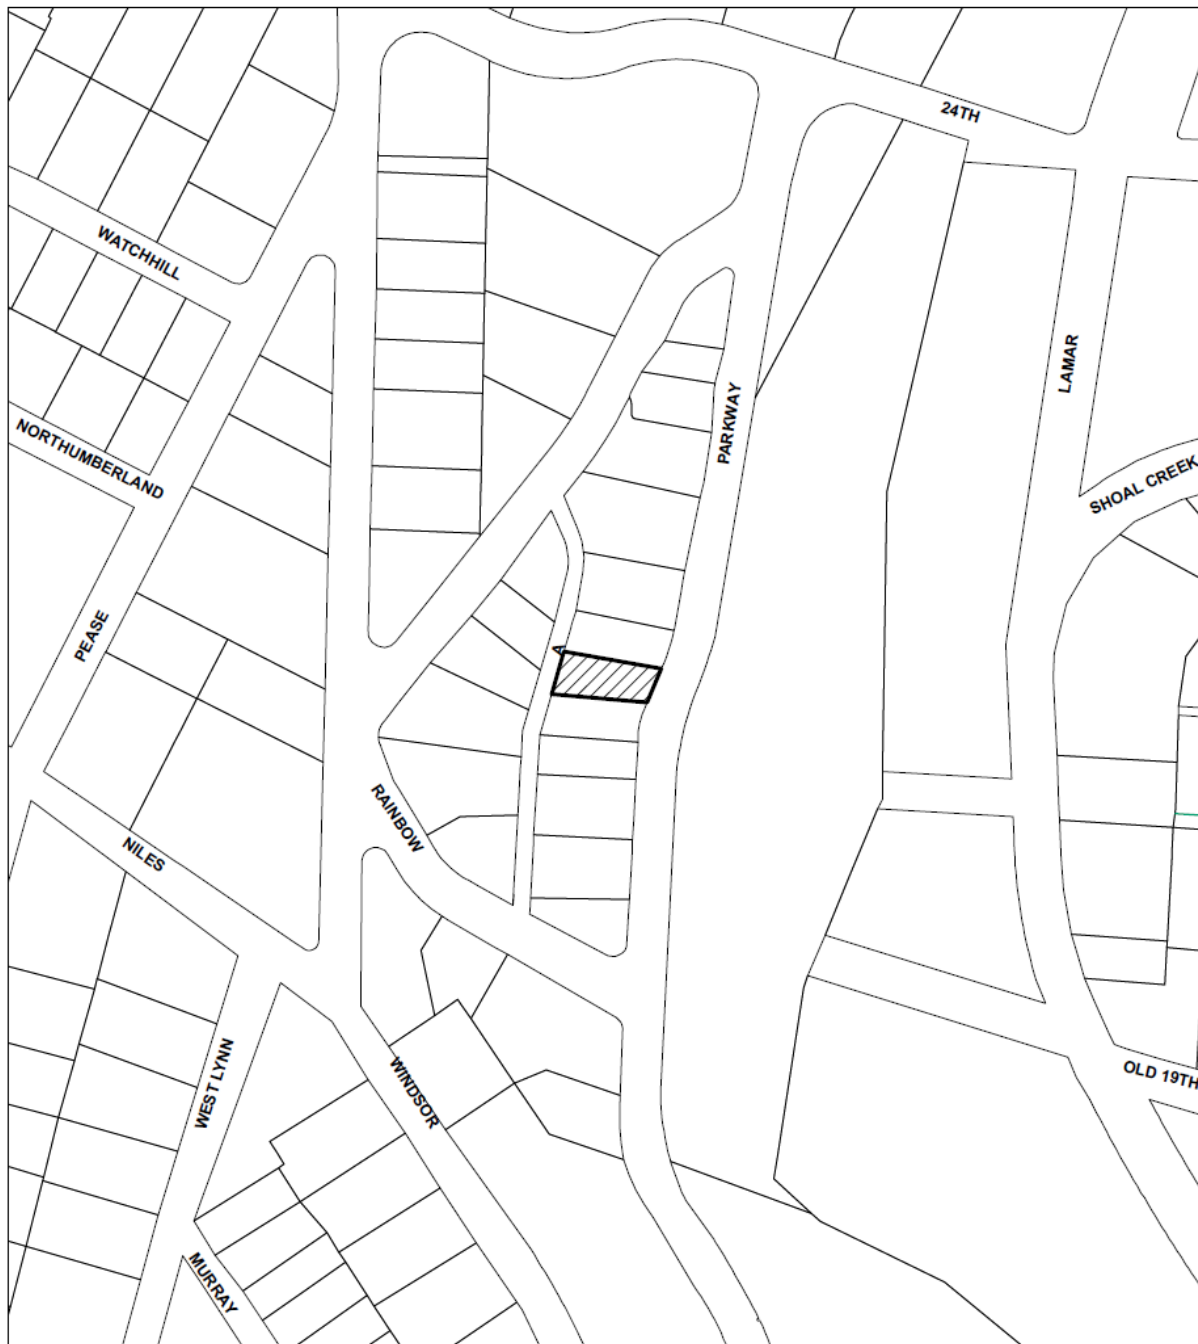 24TH
WATCHHILL
LAMAR
PARKWAY
NORTHUMBERLAND
SHOAL CREEK
PEASE
A
RAINBOW
NILES
WEST LYNN
WINDSOR
OLD 19TH
MURRAY